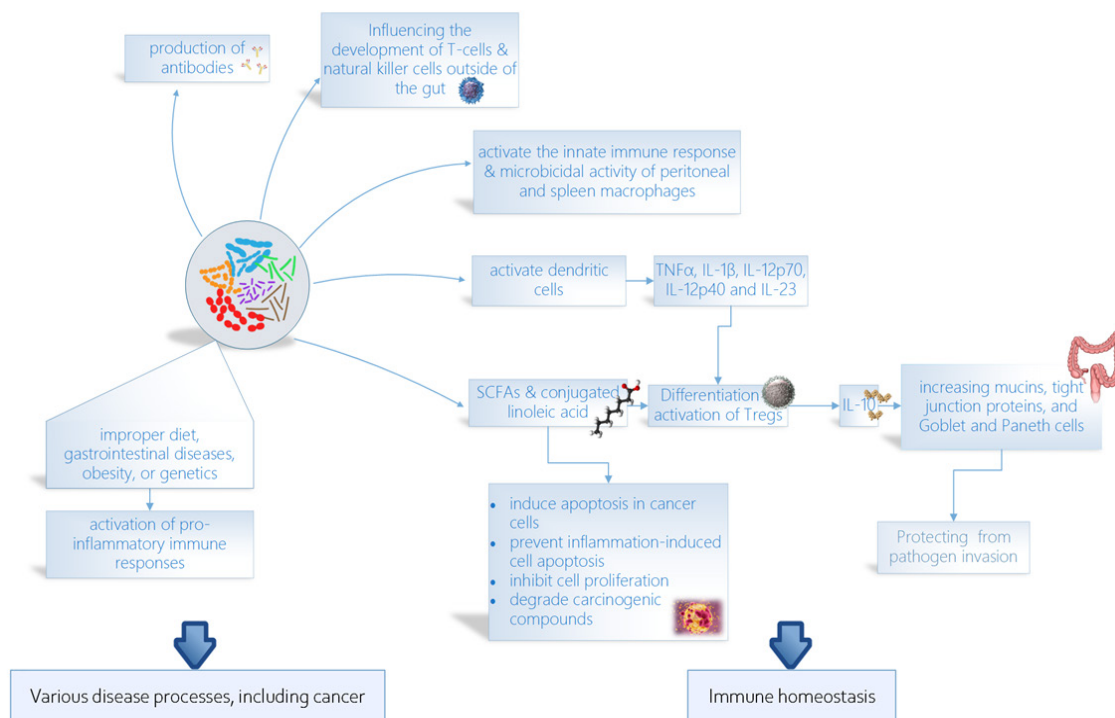 production of
antibodies
Influencing the
development of T-cells &
natural killer cells outside of
the gut
activate the innate immune response
& microbicidal activity of peritoneal
and spleen macrophages
activate dendritic
cells
TNFα, IL-1β, IL-12p70,
IL-12p40 and IL-23
SCFAs & conjugated
linoleic acid
Differentiation
activation of Tregs
IL-10
increasing mucins, tight
junction proteins, and
Goblet and Paneth cells
improper diet,
gastrointestinal diseases,
obesity, or genetics
activation of pro-
inflammatory immune
responses
• induce apoptosis in cancer
cells
• prevent inflammation-induced
cell apoptosis
• inhibit cell proliferation
• degrade carcinogenic
compounds
Protecting from
pathogen invasion
Various disease processes, including cancer
Immune homeostasis